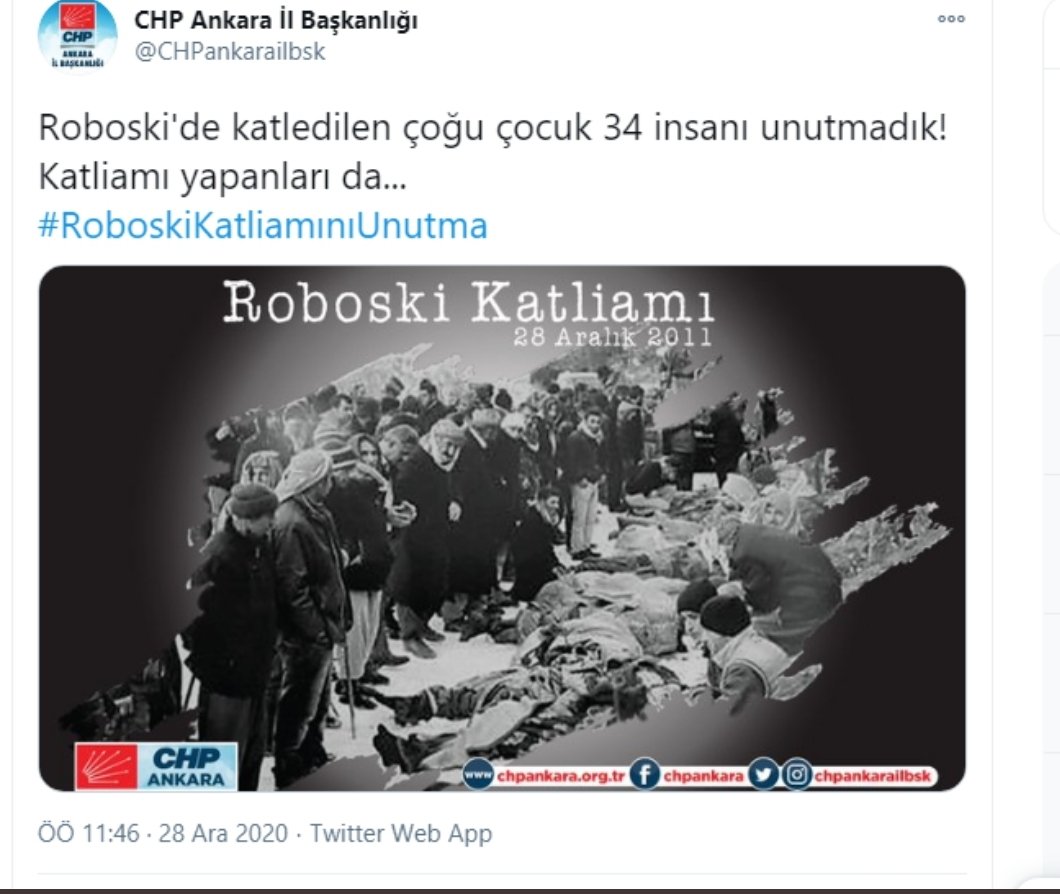 CHP
ANKARA
İL BAŞKANLIĞI
CHP Ankara İl Başkanlığı
@CHPankarailbsk
Roboski'de katledilen çoğu çocuk 34 insanı unutmadık!
Katliamı yapanları da...
#RoboskiKatliamınıUnutma
Roboski Katliamı
28 Aralık 2011
CHP
ANKARA
www chpankara.org.tr f chpankara chpankarailbsk
ÖÖ 11:46 · 28 Ara 2020 · Twitter Web App